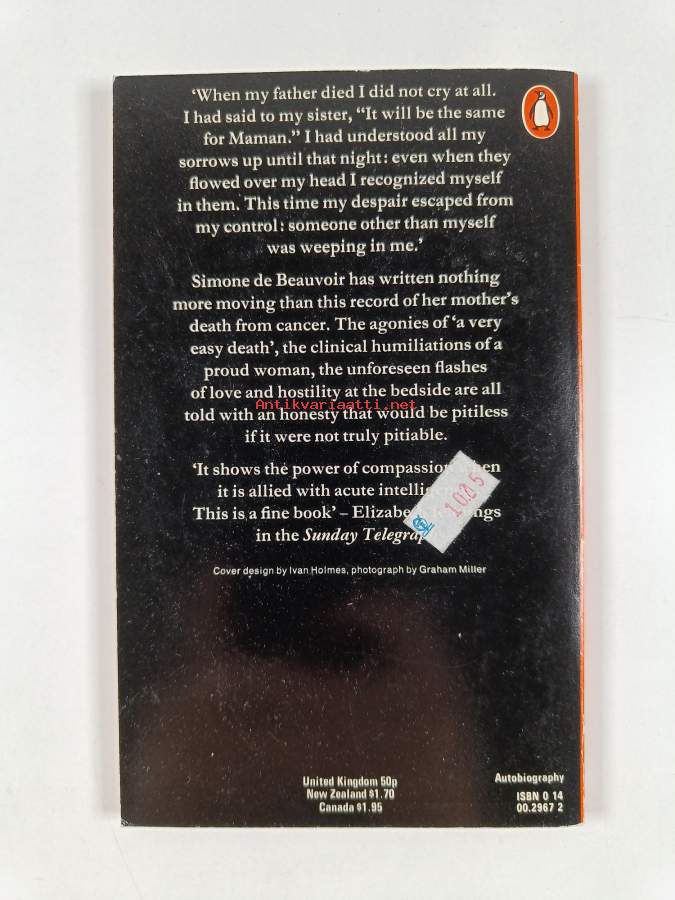 ‘When my father died I did not cry at all.
I had said to my sister, “It will be the same
for Maman.” I had understood all my
sorrows up until that night: even when they
flowed over my head I recognized myself
in them. This time my despair escaped from
my control: someone other than myself
was weeping in me.’
Simone de Beauvoir has written nothing
more moving than this record of her mother’s
death from cancer. The agonies of ‘a very
easy death’, the clinical humiliations of a
proud woman, the unforeseen flashes
of love and hostility at the bedside are all
Antikvariaatti.net
told with an honesty that would be pitiless
if it were not truly pitiable.
‘It shows the power of compassion
it is allied with acute
This is a fine book’ –
in the Sunday
10.85
Cover design by Ivan Holmes, photograph by Graham Miller
United Kingdom 50p
New Zealand $1.70
Canada $1.95
Autobiography
ISBN 0 14
00.2967 2